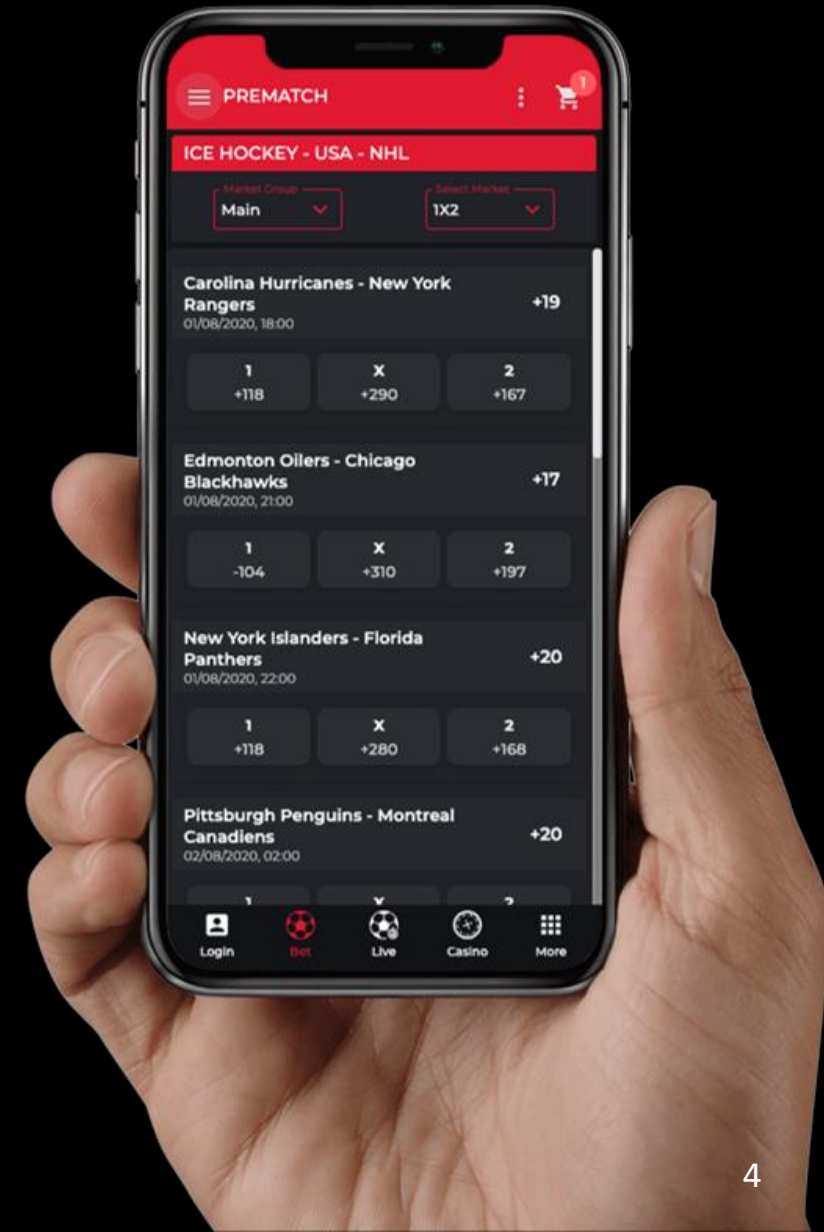 PREMATCH
1
ICE HOCKEY - USA - NHL
Market Group
Select Market
Main
1X2
Carolina Hurricanes - New York
Rangers
+19
01/08/2020, 18:00
1 X 2
+118 +290 +167
Edmonton Oilers - Chicago
Blackhawks
+17
01/08/2020, 21:00
1 X 2
-104 +310 +197
New York Islanders - Florida
Panthers
+20
01/08/2020, 22:00
1 X 2
+118 +280 +168
Pittsburgh Penguins - Montreal
Canadiens
+20
02/08/2020, 02:00
1 X 2
Login Bet Live Casino More
4